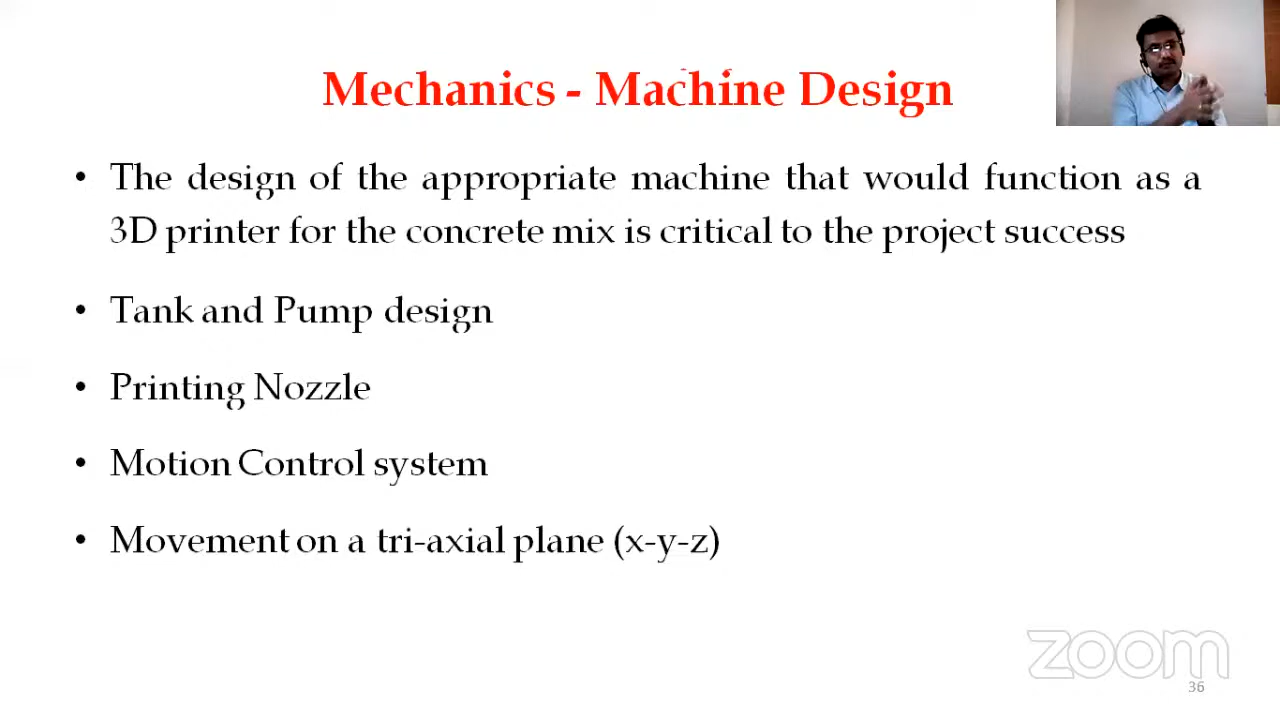 Mechanics - Machine Design
• The design of the appropriate machine that would function as a
3D printer for the concrete mix is critical to the project success
• Tank and Pump design
• Printing Nozzle
• Motion Control system
• Movement on a tri-axial plane (x-y-z)
zoom
36